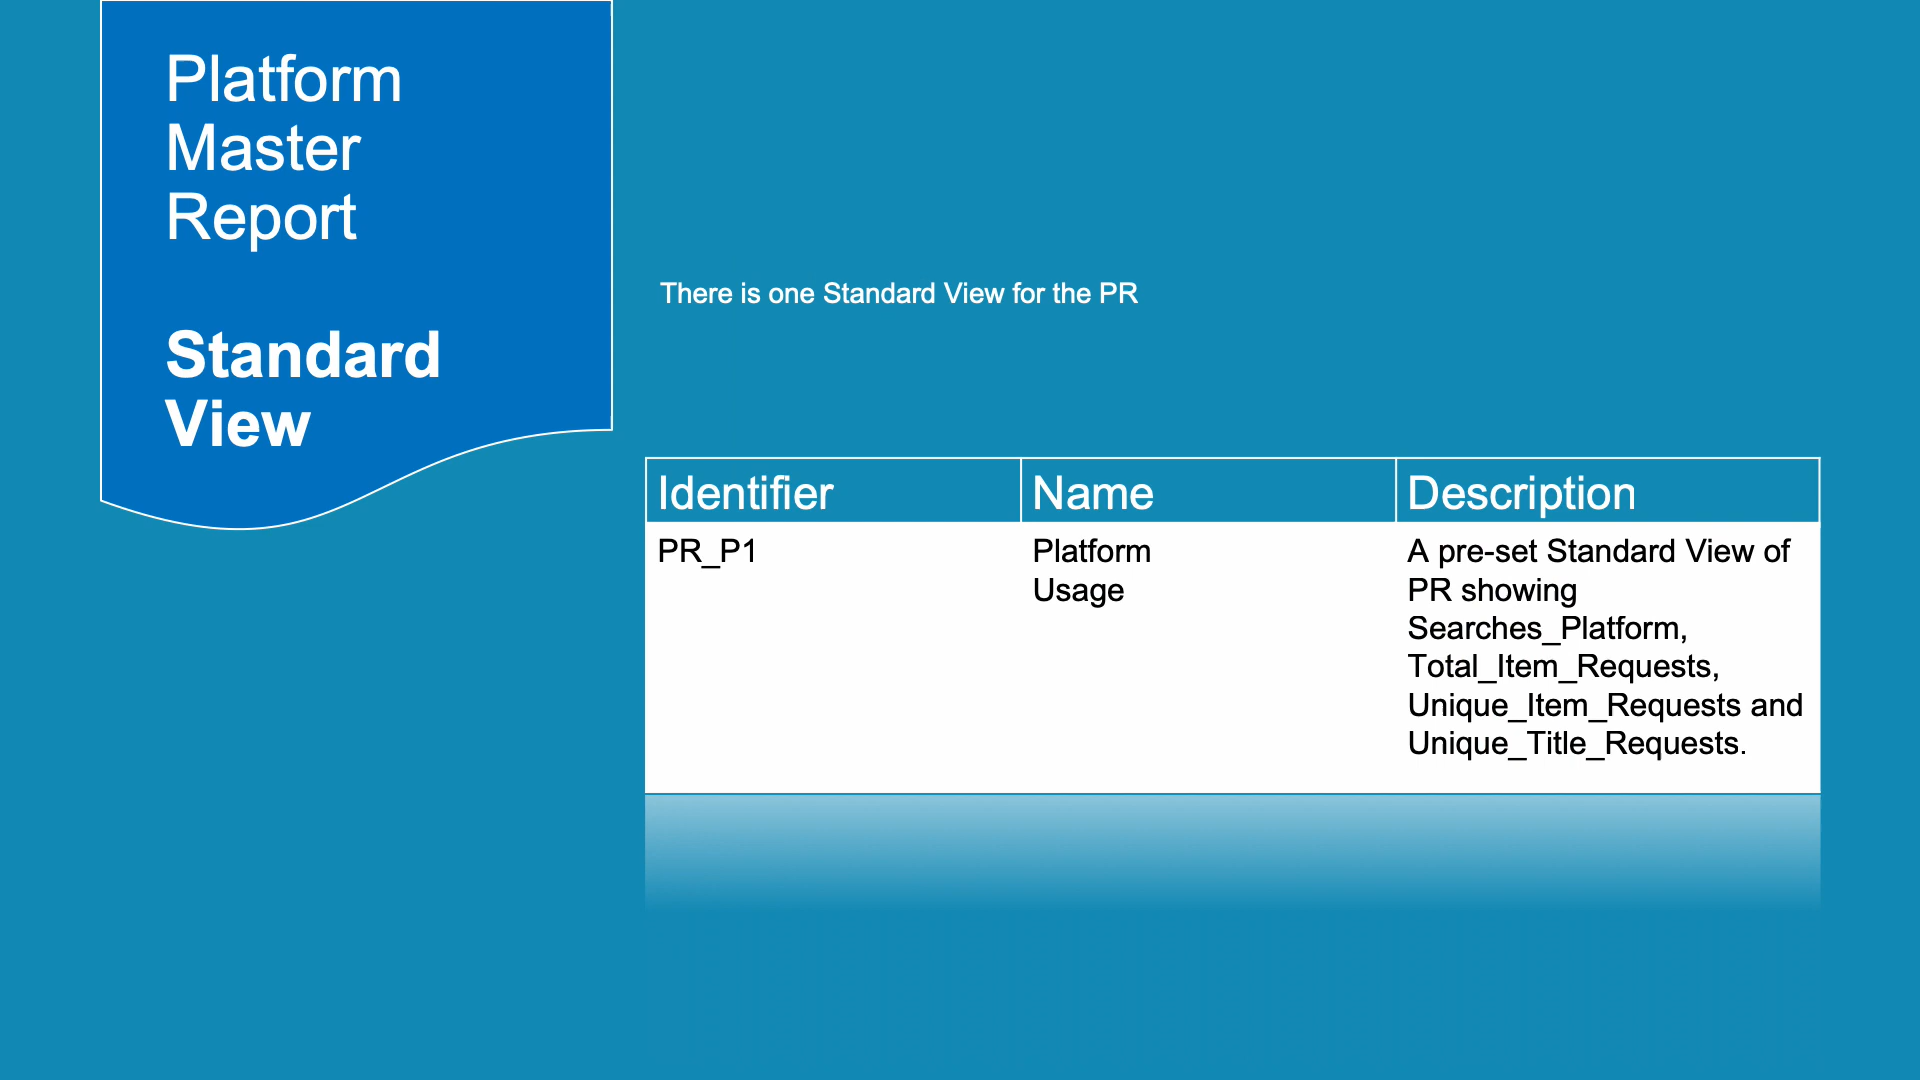 Platform
Master
Report
Standard
View
There is one Standard View for the PR
Identifier
Name
Description
PR_P1
Platform
Usage
A pre-set Standard View of
PR showing
Searches_Platform,
Total_Item_Requests,
Unique_Item_Requests and
Unique_Title_Requests.